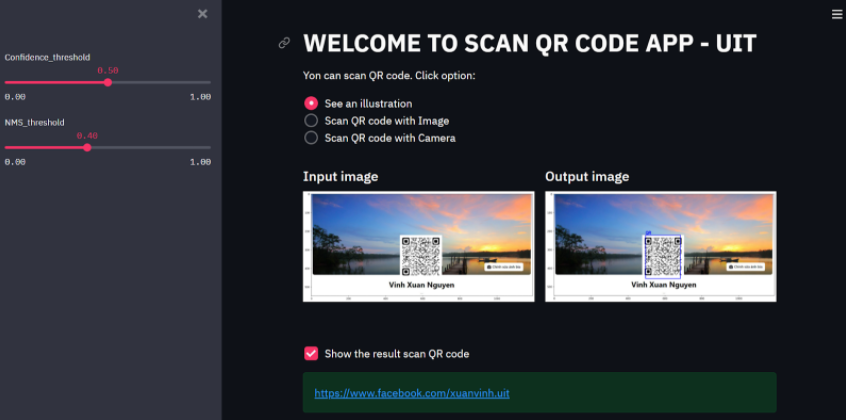 Confidence_threshold
0.50
0.00 1.00
NMS_threshold
0.40
0.00 1.00
WELCOME TO SCAN QR CODE APP - UIT
Yon can scan QR code. Click option:
See an illustration
Scan QR code with Image
Scan QR code with Camera
Input image
Output image
Vinh Xuan Nguyen
QR
Vinh Xuan Nguyen
Show the result scan QR code
https://www.facebook.com/xuanvinh.uit